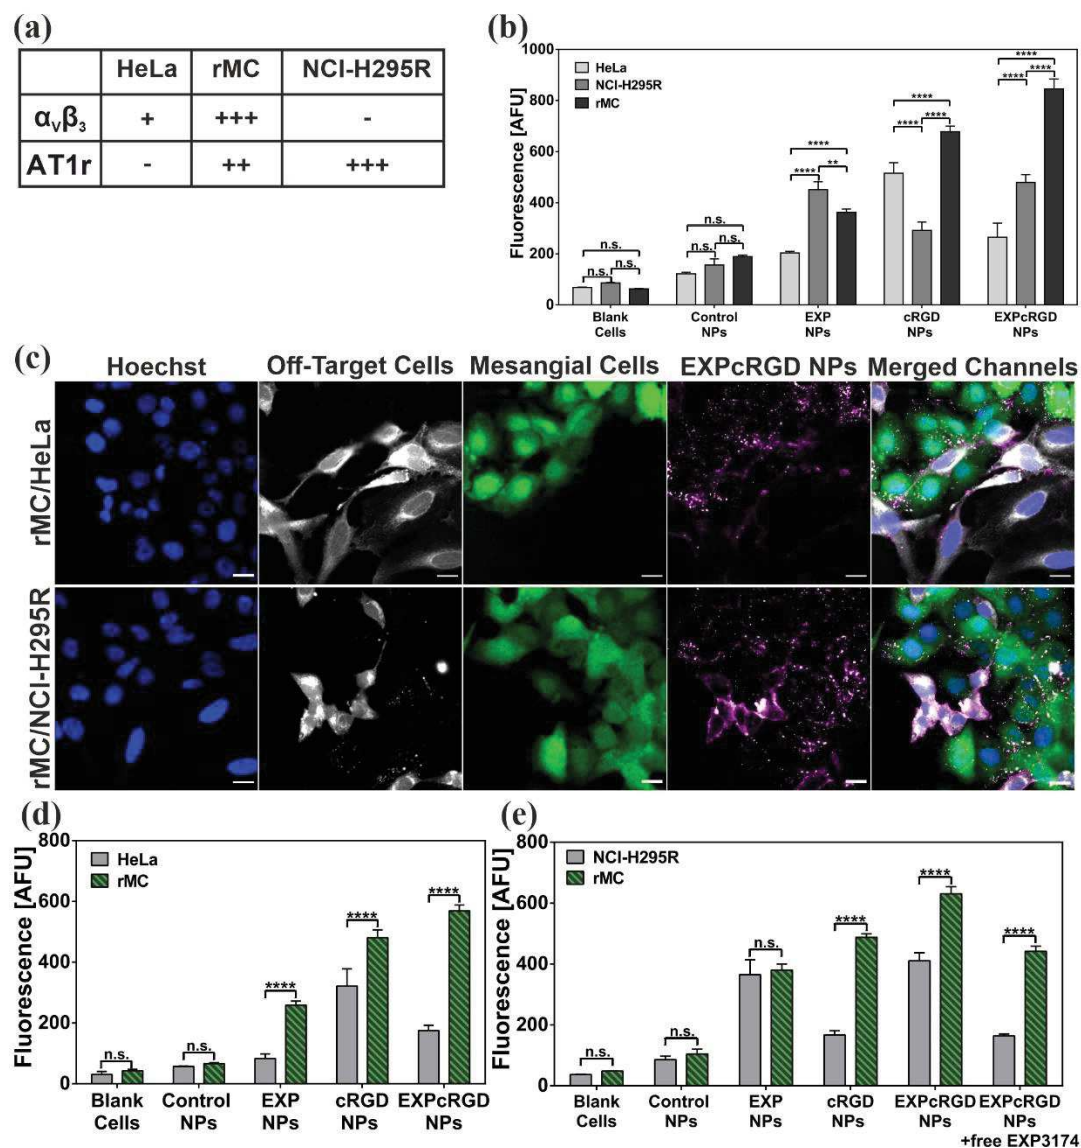 (a)
HeLa rMC NCI-H295R
αvβ3 + +++ -
AT1r - ++ +++
(b)
1000
800
600
400
200
0
Fluorescence [AFU]
HeLa
NCI-H295R
rMC
n.s.
n.s. n.s.
n.s.
n.s. n.s.
****
**** **
****
**** ****
****
**** ****
Blank Cells
Control NPs
EXP NPs
cRGD NPs
EXPcRGD NPs
(c)
Hoechst Off-Target Cells Mesangial Cells EXPcRGD NPs Merged Channels
rMC/HeLa
rMC/NCI-H295R
(d)
800
600
400
200
0
Fluorescence [AFU]
HeLa
rMC
n.s.
n.s.
****
****
****
Blank Cells
Control NPs
EXP NPs
cRGD NPs
EXPcRGD NPs
(e)
800
600
400
200
0
Fluorescence [AFU]
NCI-H295R
rMC
n.s.
n.s.
n.s.
****
****
****
Blank Cells
Control NPs
EXP NPs
cRGD NPs
EXPcRGD NPs
EXPcRGD NPs
+free EXP3174